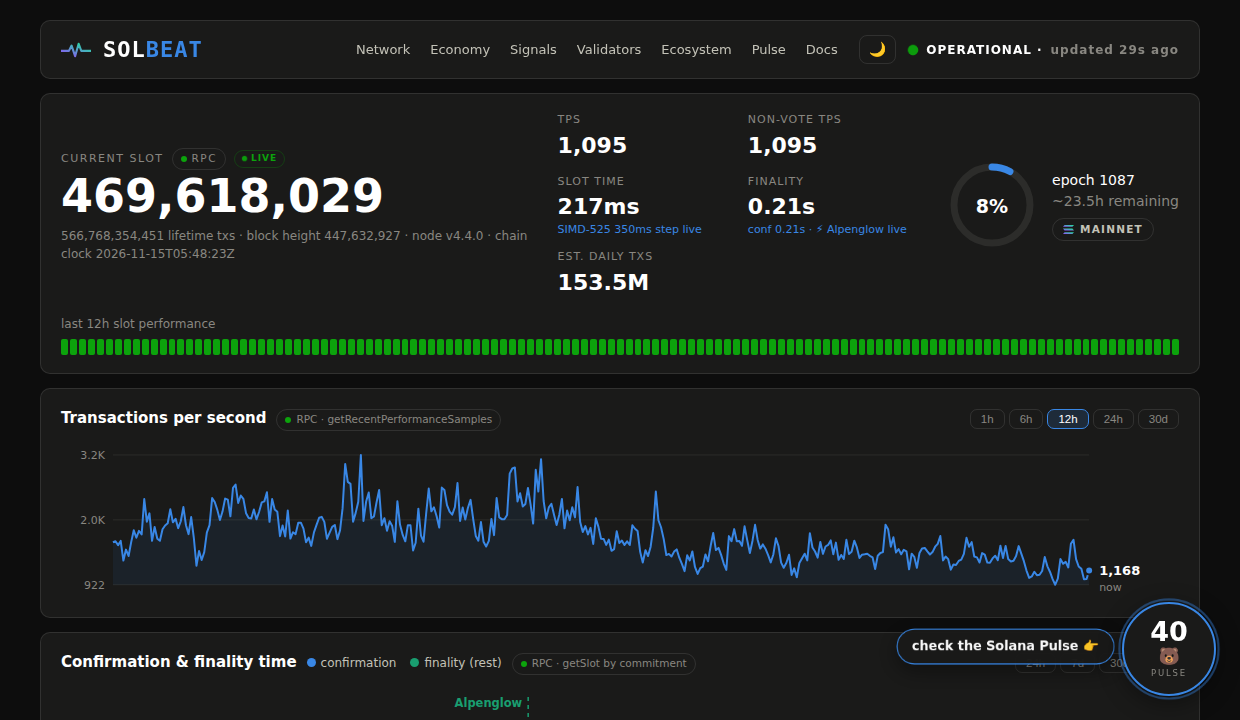 SOLBEAT
Network Economy Signals Validators Ecosystem Pulse Docs
OPERATIONAL · updated 29s ago
CURRENT SLOT RPC LIVE
469,618,029
566,768,354,451 lifetime txs · block height 447,632,927 · node v4.4.0 · chain
clock 2026-11-15T05:48:23Z
TPS
1,095
NON-VOTE TPS
1,095
SLOT TIME
217ms
SIMD-525 350ms step live
FINALITY
0.21s
conf 0.21s · ⚡ Alpenglow live
EST. DAILY TXS
153.5M
8%
epoch 1087
~23.5h remaining
MAINNET
last 12h slot performance
Transactions per second RPC · getRecentPerformanceSamples
1h 6h 12h 24h 30d
3.2K
2.0K
922
1,168
now
Confirmation & finality time confirmation finality (rest) RPC · getSlot by commitment
24h 7d 30d
Alpenglow
check the Solana Pulse 👉
40
PULSE